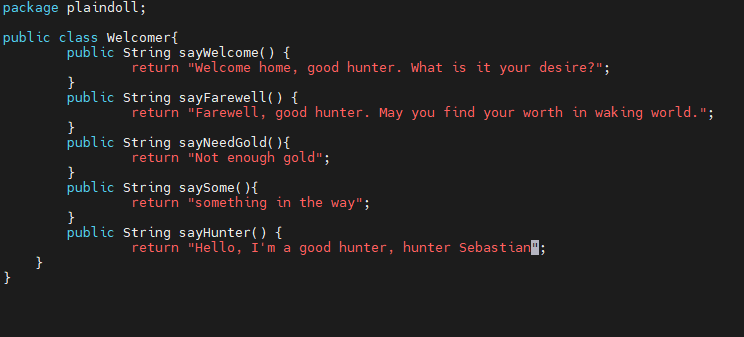 package plaindoll;

public class Welcomer{
        public String sayWelcome() {
                return "Welcome home, good hunter. What is it your desire?";
        }
        public String sayFarewell() {
                return "Farewell, good hunter. May you find your worth in waking world.";
        }
        public String sayNeedGold(){
                return "Not enough gold";
        }
        public String saySome(){
                return "something in the way";
        }
        public String sayHunter() {
                return "Hello, I'm a good hunter, hunter Sebastian";
    }
}